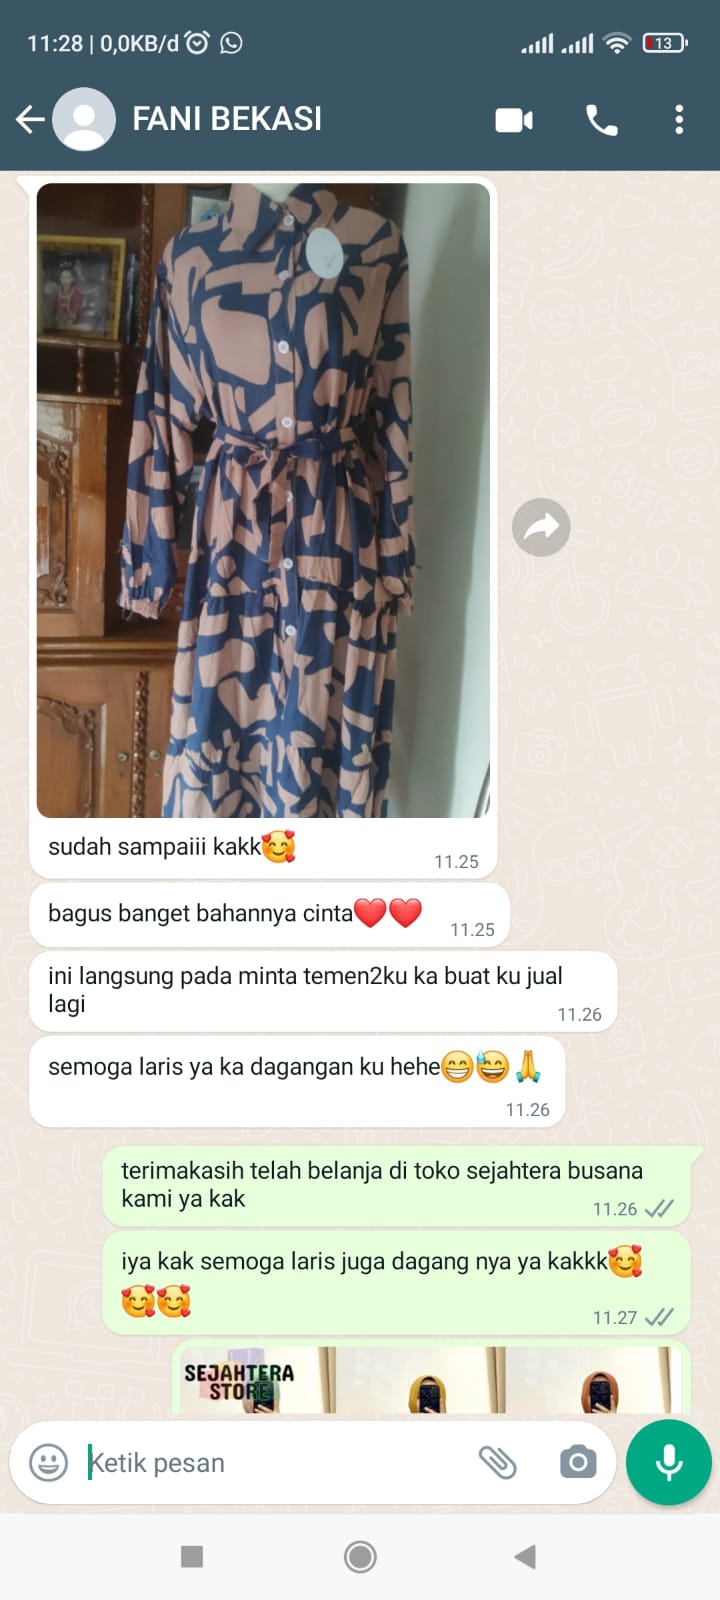 11:28 | 0,0KB/d
13
FANI BEKASI
sudah sampaiii kakk🥰
11.25
bagus banget bahannya cinta❤️❤️
11.25
ini langsung pada minta temen2ku ka buat ku jual
lagi
11.26
semoga laris ya ka dagangan ku hehe😁😅🙏
11.26
terimakasih telah belanja di toko sejahtera busana
kami ya kak
11.26
iya kak semoga laris juga dagang nya ya kakkk🥰
🥰🥰
11.27
SEJAHTERA
STORE
Ketik pesan